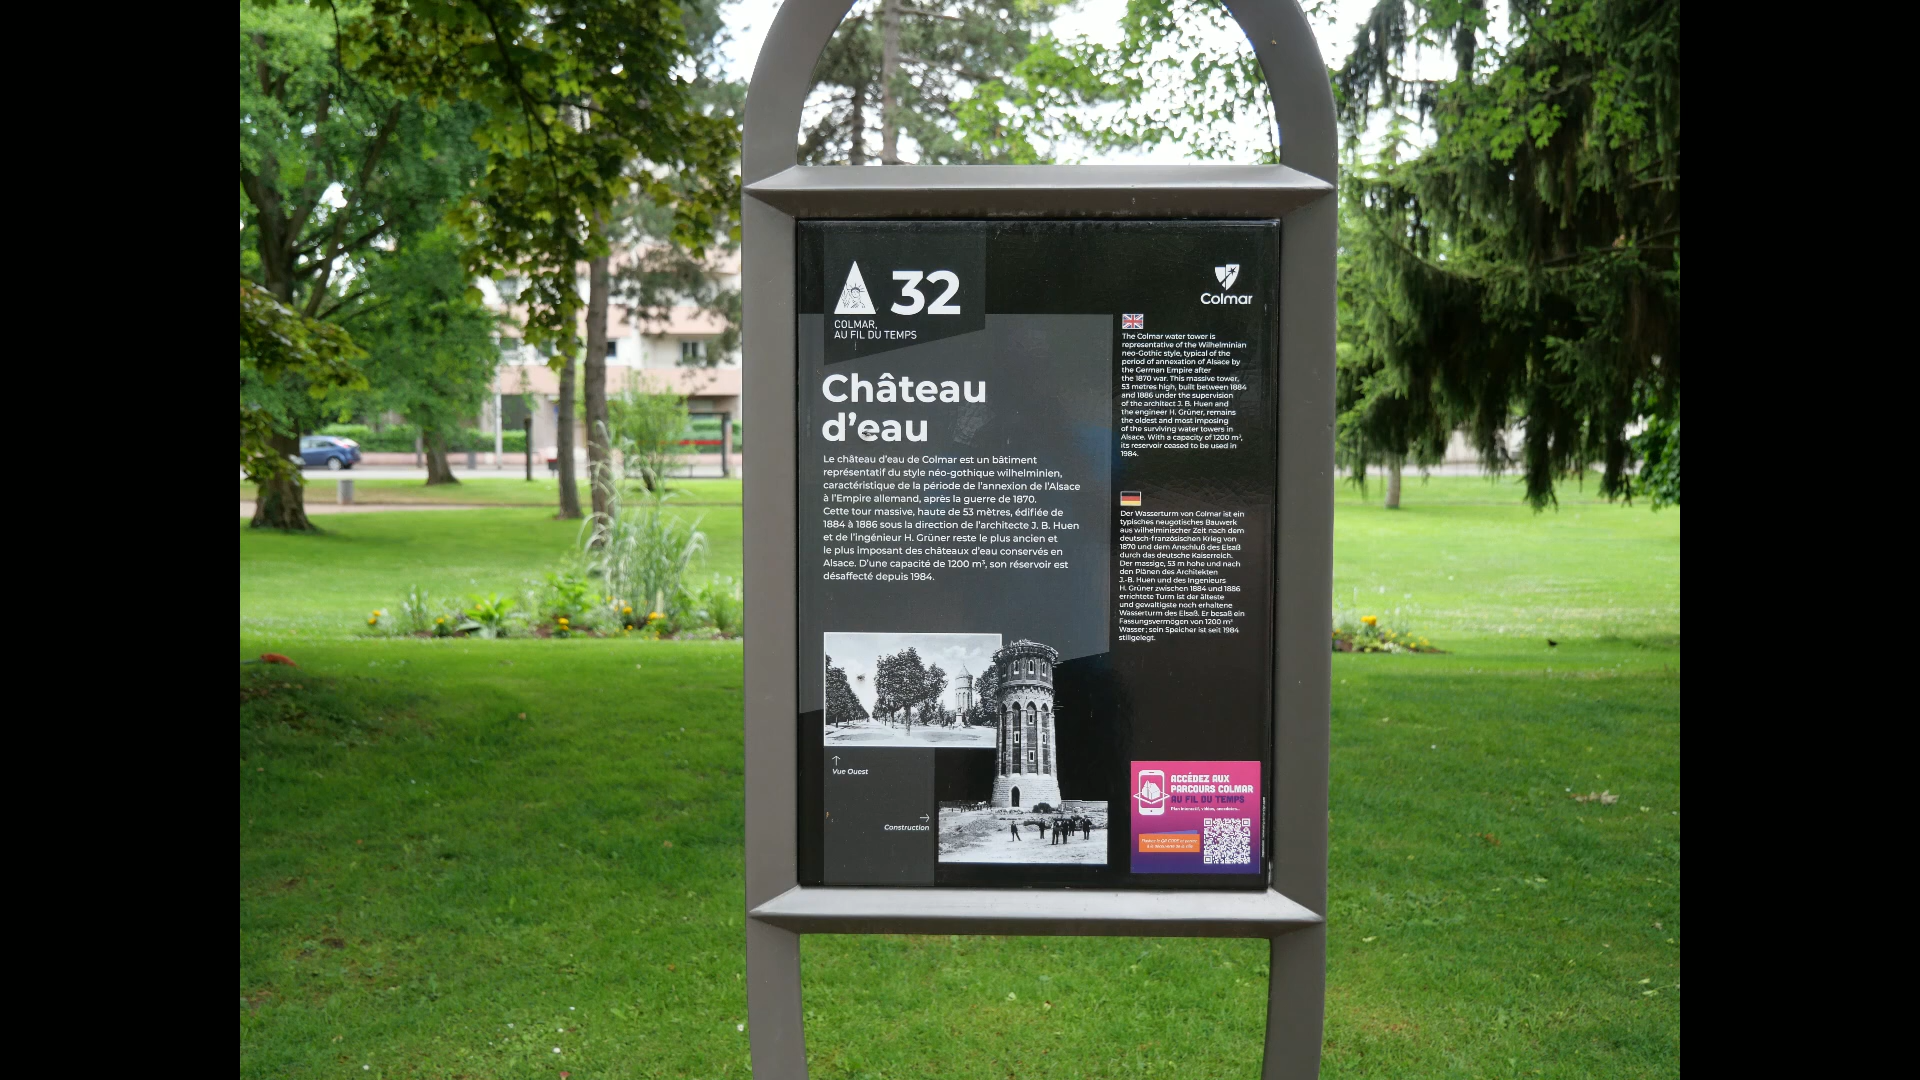 32
COLMAR,
AU FIL DU TEMPS
Colmar
Château
d'eau
Le château d'eau de Colmar est un bâtiment
représentatif du style néo-gothique wilhelminien,
caractéristique de la période de l'annexion de l'Alsace
à l'Empire allemand, après la guerre de 1870.
Cette tour massive, haute de 53 mètres, édifiée de
1884 à 1886 sous la direction de l'architecte J. B. Huen
et de l'ingénieur H. Grüner reste le plus ancien et
le plus imposant des châteaux d'eau conservés en
Alsace. D'une capacité de 1200 m³, son réservoir est
désaffecté depuis 1984.
The Colmar water tower is
representative of the Wilhelminian
neo-Gothic style, typical of the
period of annexation of Alsace by
the German Empire after
the 1870 war. This massive tower,
53 metres high, built between 1884
and 1886 under the supervision
of the architect J. B. Huen and
the engineer H. Grüner, remains
the oldest and most imposing
of the surviving water towers in
Alsace. With a capacity of 1200 m³,
its reservoir ceased to be used in
1984.
Der Wasserturm von Colmar ist ein
typisches neugotisches Bauwerk
aus wilhelminischer Zeit nach dem
deutsch-französischen Krieg von
1870 und dem Anschluß des Elsaß
durch das deutsche Kaiserreich.
Der massige, 53 m hohe und nach
den Plänen des Architekten
J.-B. Huen und des Ingenieurs
H. Grüner zwischen 1884 und 1886
errichtete Turm ist der älteste
und gewaltigste noch erhaltene
Wasserturm des Elsaß. Er besaß ein
Fassungsvermögen von 1200 m³
Wasser; sein Speicher ist seit 1984
stillgelegt.
Vue Ouest
Construction
ACCÉDEZ AUX
PARCOURS COLMAR
AU FIL DU TEMPS
Plan interactif, vidéos, anecdotes...